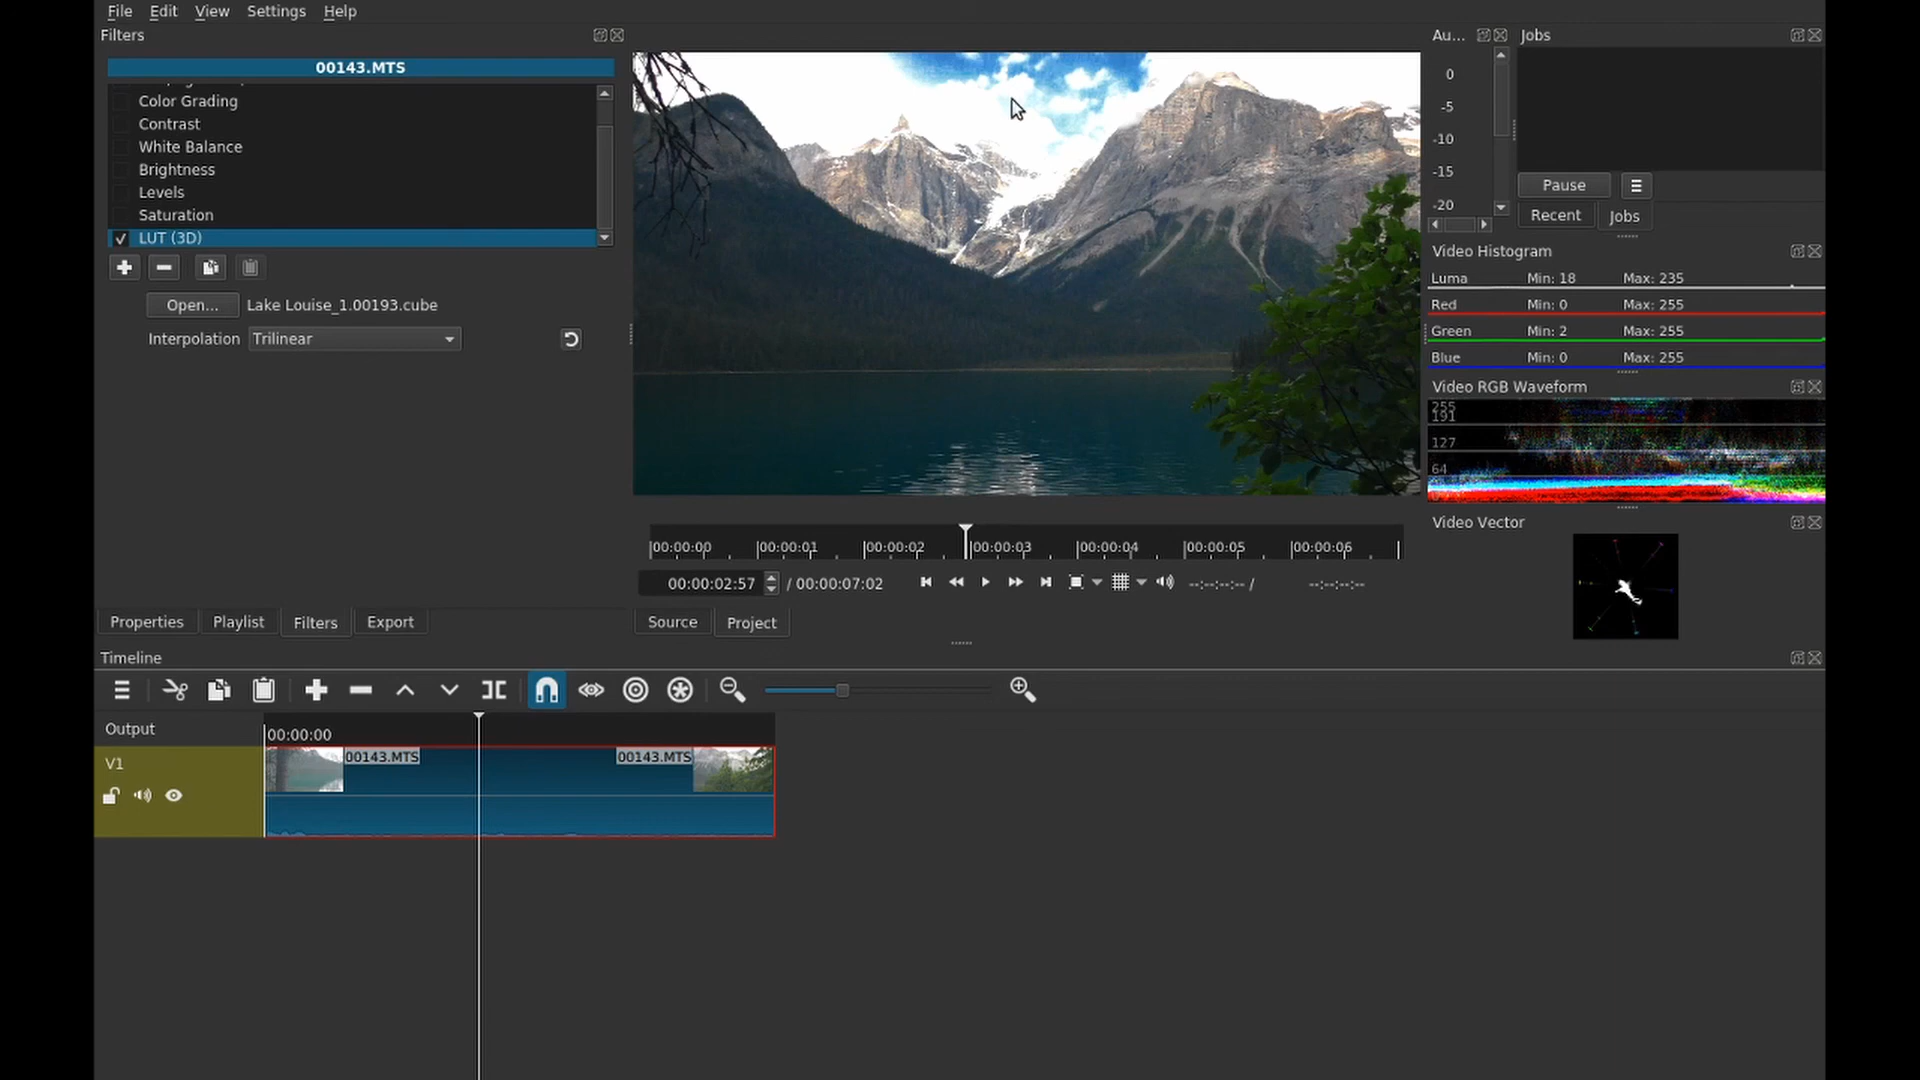 File Edit View Settings Help
Filters
00143.MTS
Color Grading
Contrast
White Balance
Brightness
Levels
Saturation
LUT (3D)
Open... Lake Louise_1.00193.cube
Interpolation Trilinear
Properties Playlist Filters Export
00:00:00 00:00:01 00:00:02 00:00:03 00:00:04 00:00:05 00:00:06
00:00:02:57 / 00:00:07:02 --:--:--:-- / --:--:--:--
Source Project
Au... Jobs
0
-5
-10
-15
-20
Pause
Recent Jobs
Video Histogram
Luma Min: 18 Max: 235
Red Min: 0 Max: 255
Green Min: 2 Max: 255
Blue Min: 0 Max: 255
Video RGB Waveform
255
191
127
64
Video Vector
Timeline
Output
00:00:00
V1
00143.MTS 00143.MTS